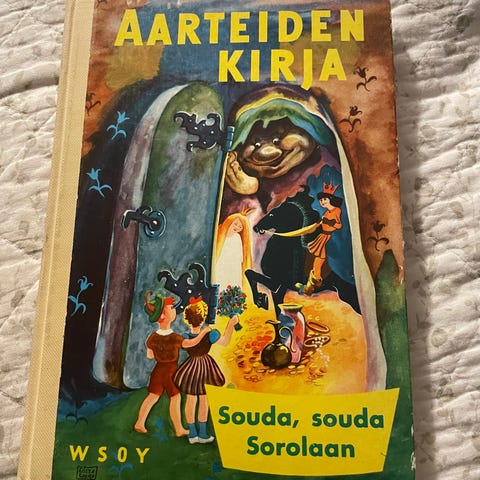 AARTEIDEN
KIRJA
Souda, souda
Sorolaan
WSOY